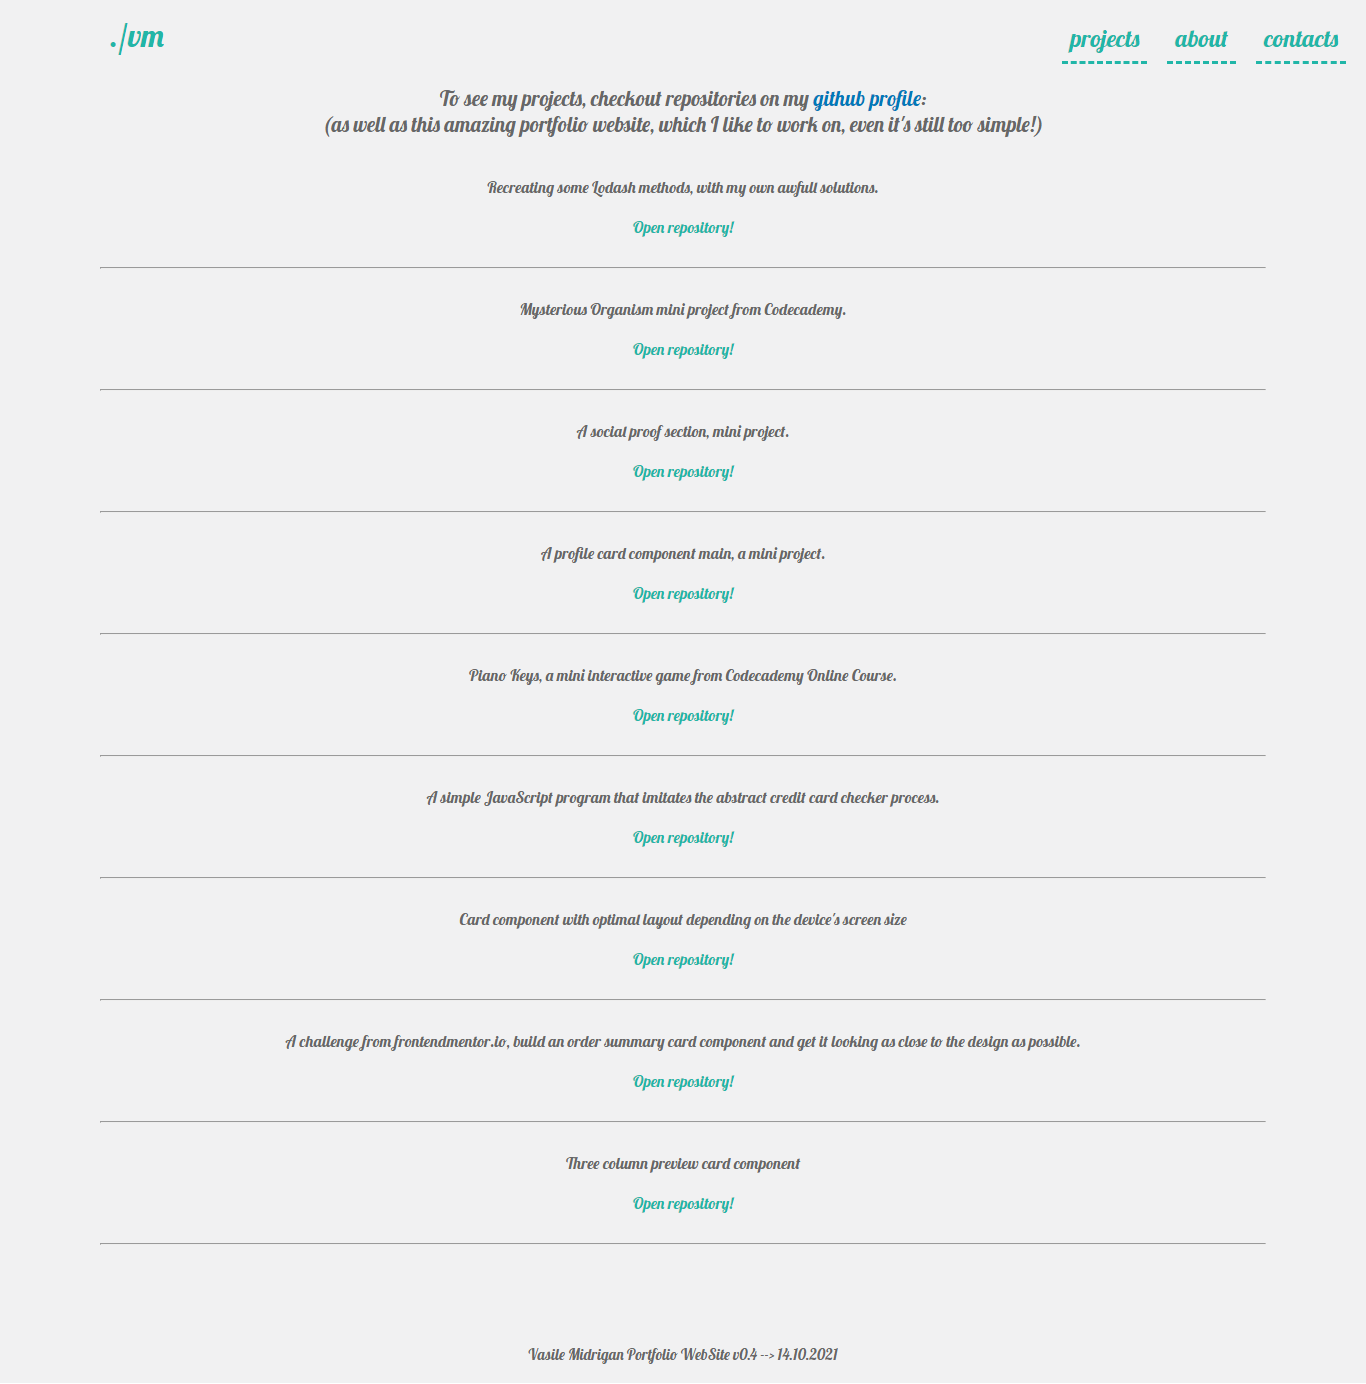 ./vm
projects about contacts
To see my projects, checkout repositories on my github profile:
(as well as this amazing portfolio website, which I like to work on, even it's still too simple!)
Recreating some Lodash methods, with my own awfull solutions.
Open repository!
Mysterious Organism mini project from Codecademy.
Open repository!
A social proof section, mini project.
Open repository!
A profile card component main, a mini project.
Open repository!
Piano Keys, a mini interactive game from Codecademy Online Course.
Open repository!
A simple JavaScript program that imitates the abstract credit card checker process.
Open repository!
Card component with optimal layout depending on the device's screen size
Open repository!
A challenge from frontendmentor.io, build an order summary card component and get it looking as close to the design as possible.
Open repository!
Three column preview card component
Open repository!
Vasile Midrigan Portfolio WebSite v0.4 --> 14.10.2021